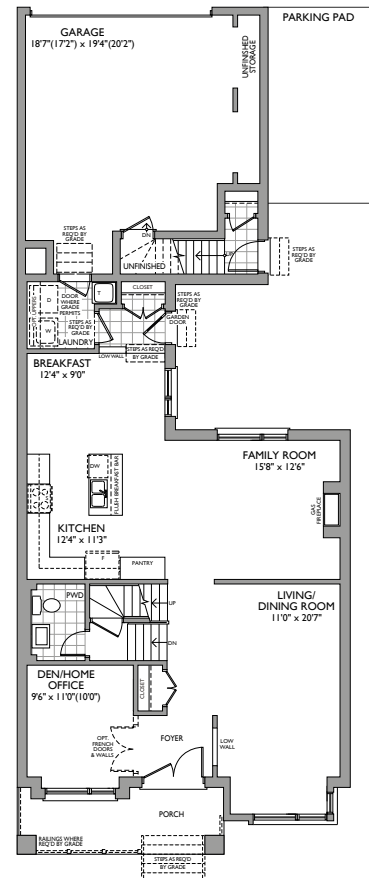 PARKING PAD
GARAGE
18'7"(17'2") x 19'4"(20'2")
UNFINISHED
STORAGE
STEPS AS
REQ'D BY
GRADE
DN
UNFINISHED
UP
STEPS AS
REQ'D BY
GRADE
OPT. UPPERS
D
W
DOOR
WHERE
GRADE
PERMITS
STEPS AS
REQ'D BY
GRADE
LAUNDRY
T
CLOSET
STEPS AS
REQ'D BY
GRADE
GARDEN
DOOR
LOW WALL
STEPS AS REQ'D
BY GRADE
BREAKFAST
12'4" x 9'0"
FAMILY ROOM
15'8" x 12'6"
GAS
FIREPLACE
DW
FLUSH BREAKFAST BAR
KITCHEN
12'4" x 11'3"
F
PANTRY
PWD
UP
DN
LIVING/
DINING ROOM
11'0" x 20'7"
DEN/HOME
OFFICE
9'6" x 11'0"(10'0")
CLOSET
OPT.
FRENCH
DOORS
& WALLS
FOYER
LOW
WALL
PORCH
RAILINGS WHERE
REQ'D BY GRADE
STEPS AS REQ'D
BY GRADE